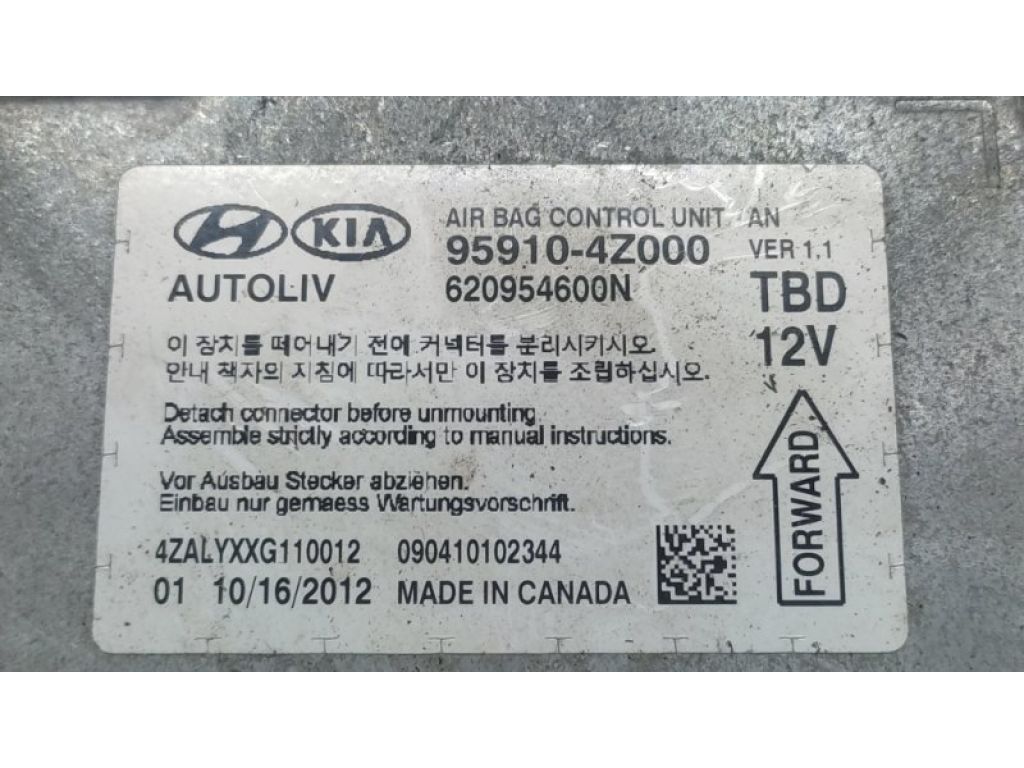 KIA AIR BAG CONTROL UNIT AN
95910-4Z000 VER 1.1
AUTOLIV 620954600N TBD
12V
이 장치를 떼어내기 전에 커넥터를 분리시키시오.
안내 책자의 지침에 따라서만 이 장치를 조립하십시오.
Detach connector before unmounting
Assemble strictly according to manual instructions.
Vor Ausbau Stecker abziehen.
Einbau nur gemaess Wartungsvorschrift.
FORWARD
4ZALYXXG110012 090410102344
01 10/16/2012 MADE IN CANADA